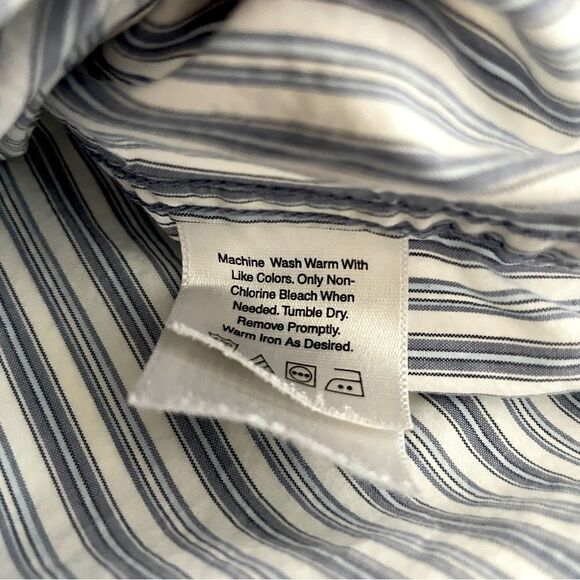 Machine Wash Warm With
Like Colors. Only Non-
Chlorine Bleach When
Needed. Tumble Dry.
Remove Promptly.
Warm Iron As Desired.